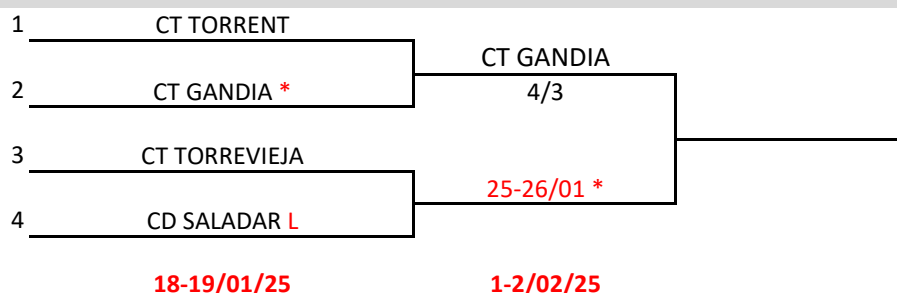 1 CT TORRENT
CT GANDIA
2 CT GANDIA *
4/3
3 CT TORREVIEJA
25-26/01 *
4 CD SALADAR L
18-19/01/25 1-2/02/25